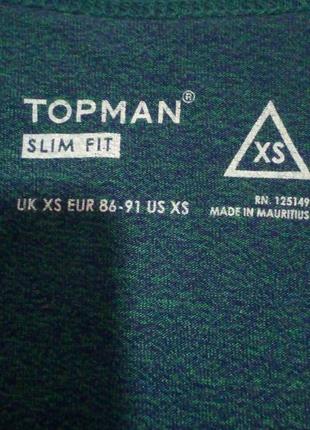 TOPMAN®
SLIM FIT
XS
UK XS EUR 86-91 US XS
RN. 125149
MADE IN MAURITIUS